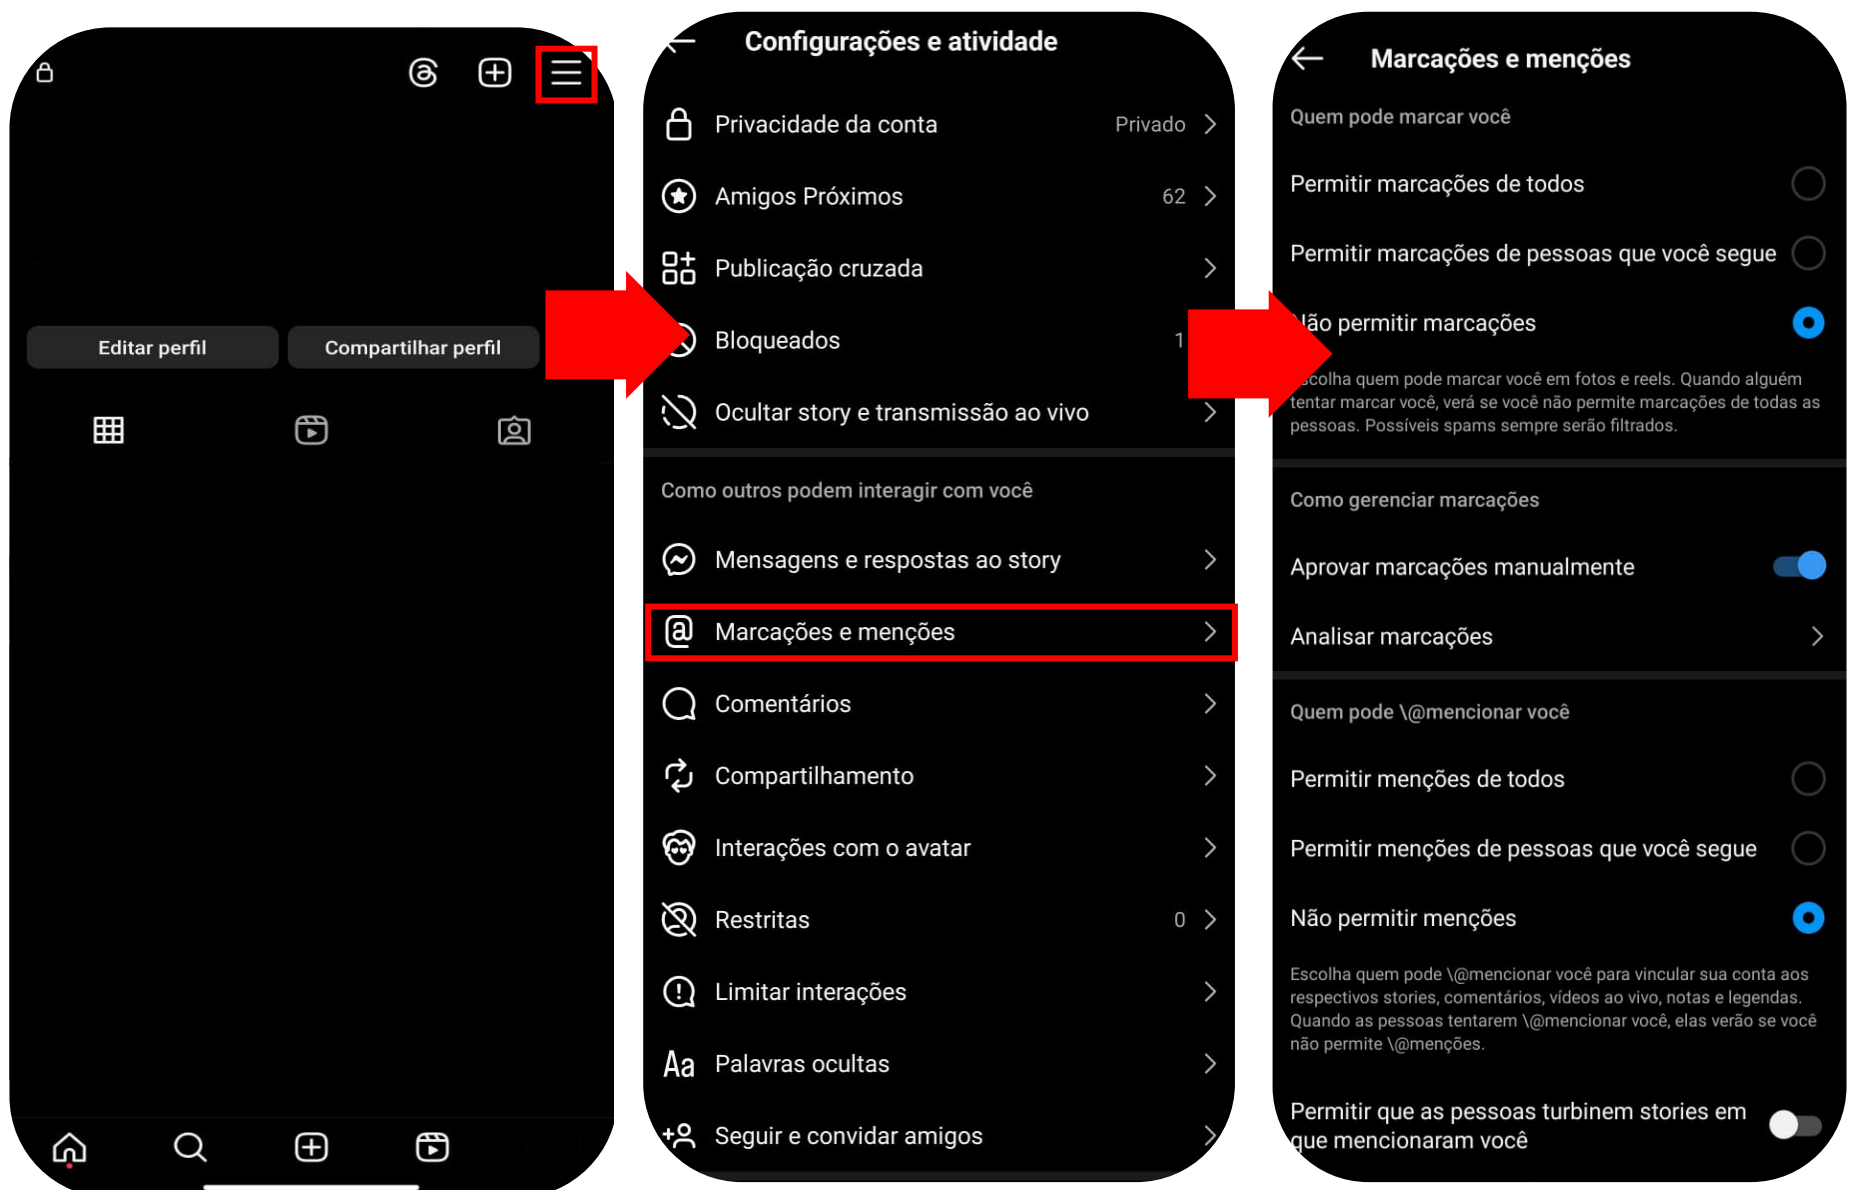 Editar perfil
Compartilhar perfil
Configurações e atividade
Privacidade da conta
Privado
Amigos Próximos
62
Publicação cruzada
Bloqueados
1
Ocultar story e transmissão ao vivo
Como outros podem interagir com você
Mensagens e respostas ao story
Marcações e menções
Comentários
Compartilhamento
Interações com o avatar
Restritas
0
Limitar interações
Aa
Palavras ocultas
Seguir e convidar amigos
Marcações e menções
Quem pode marcar você
Permitir marcações de todos
Permitir marcações de pessoas que você segue
Não permitir marcações
Escolha quem pode marcar você em fotos e reels. Quando alguém
tentar marcar você, verá se você não permite marcações de todas as
pessoas. Possíveis spams sempre serão filtrados.
Como gerenciar marcações
Aprovar marcações manualmente
Analisar marcações
Quem pode \@mencionar você
Permitir menções de todos
Permitir menções de pessoas que você segue
Não permitir menções
Escolha quem pode \@mencionar você para vincular sua conta aos
respectivos stories, comentários, vídeos ao vivo, notas e legendas.
Quando as pessoas tentarem \@mencionar você, elas verão se você
não permite \@menções.
Permitir que as pessoas turbinem stories em
que mencionaram você